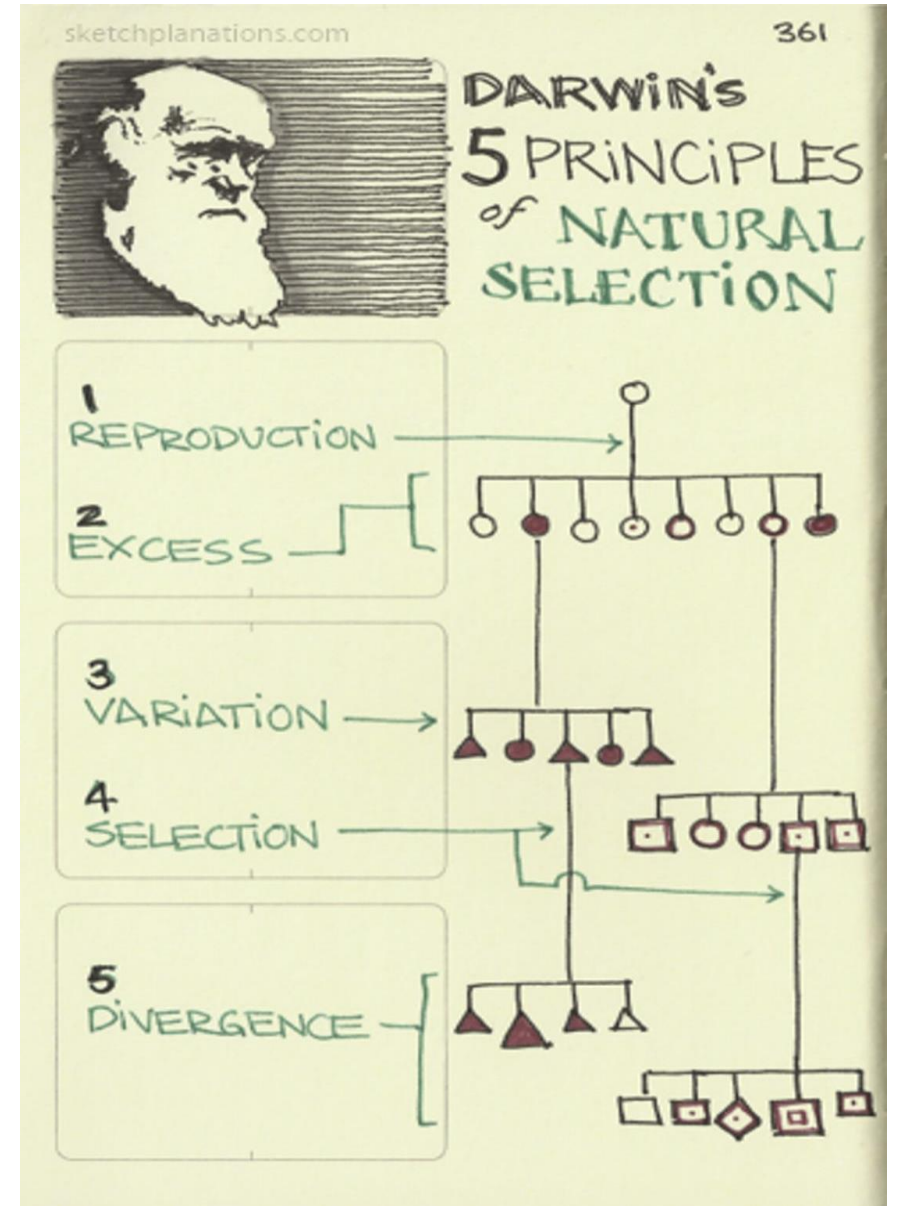 sketchplanations.com
361
DARWiN's
5 PRiNCiPLES
of NATURAL
SELECTiON
1
REPRODUCTiON
2
EXCESS
3
VARiATiON
4
SELECTiON
5
DiVERGENCE